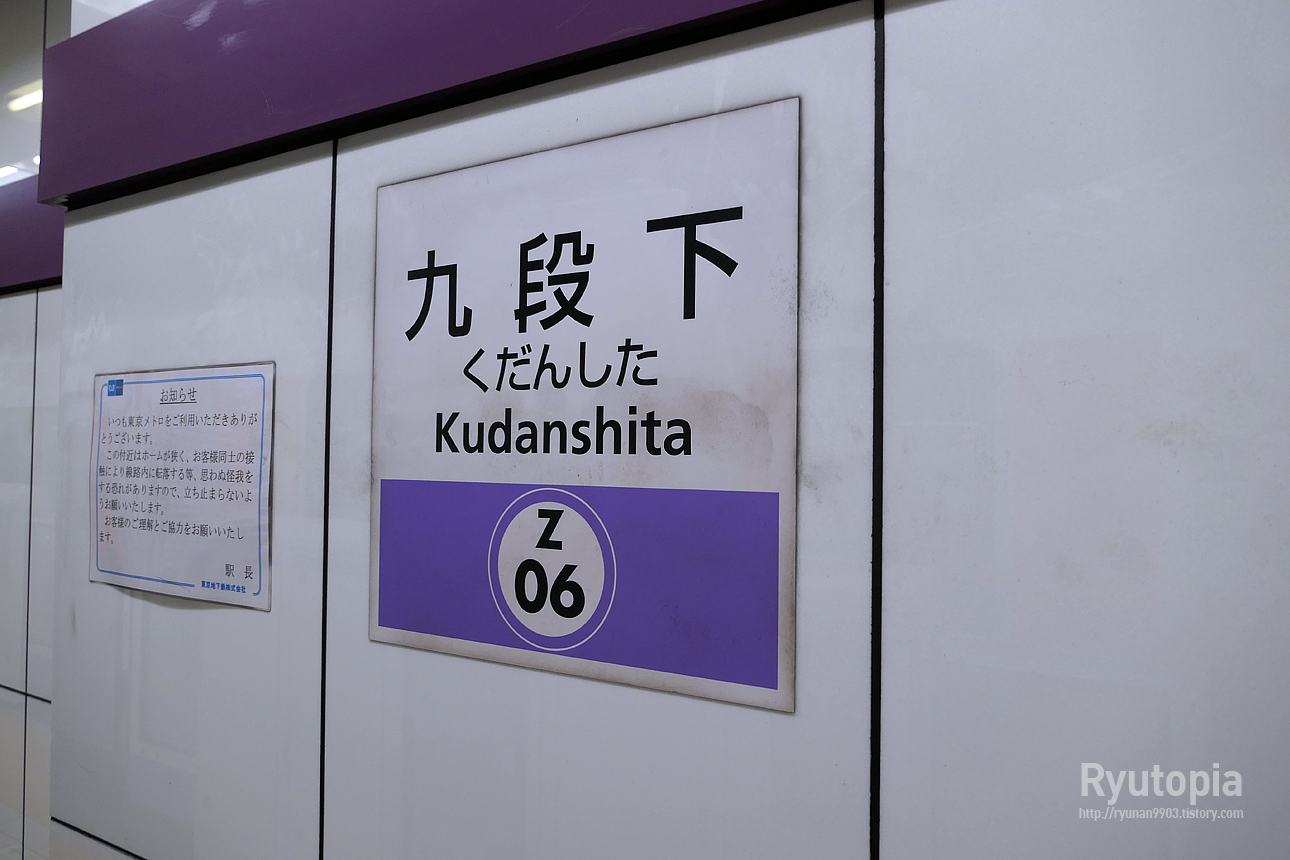 お知らせ
いつも東京メトロをご利用いただきありが
とうございます。
この付近はホームが狭く、お客様同士の接
触により線路内に転落する等、思わぬ怪我を
する恐れがありますので、立ち止まらないよ
うお願いいたします。
お客様のご理解とご協力をお願いいたし
ます。
駅 長
東京地下鉄株式会社
九段下
くだんした
Kudanshita
Z
06
Ryutopia
http://ryunan9903.tistory.com